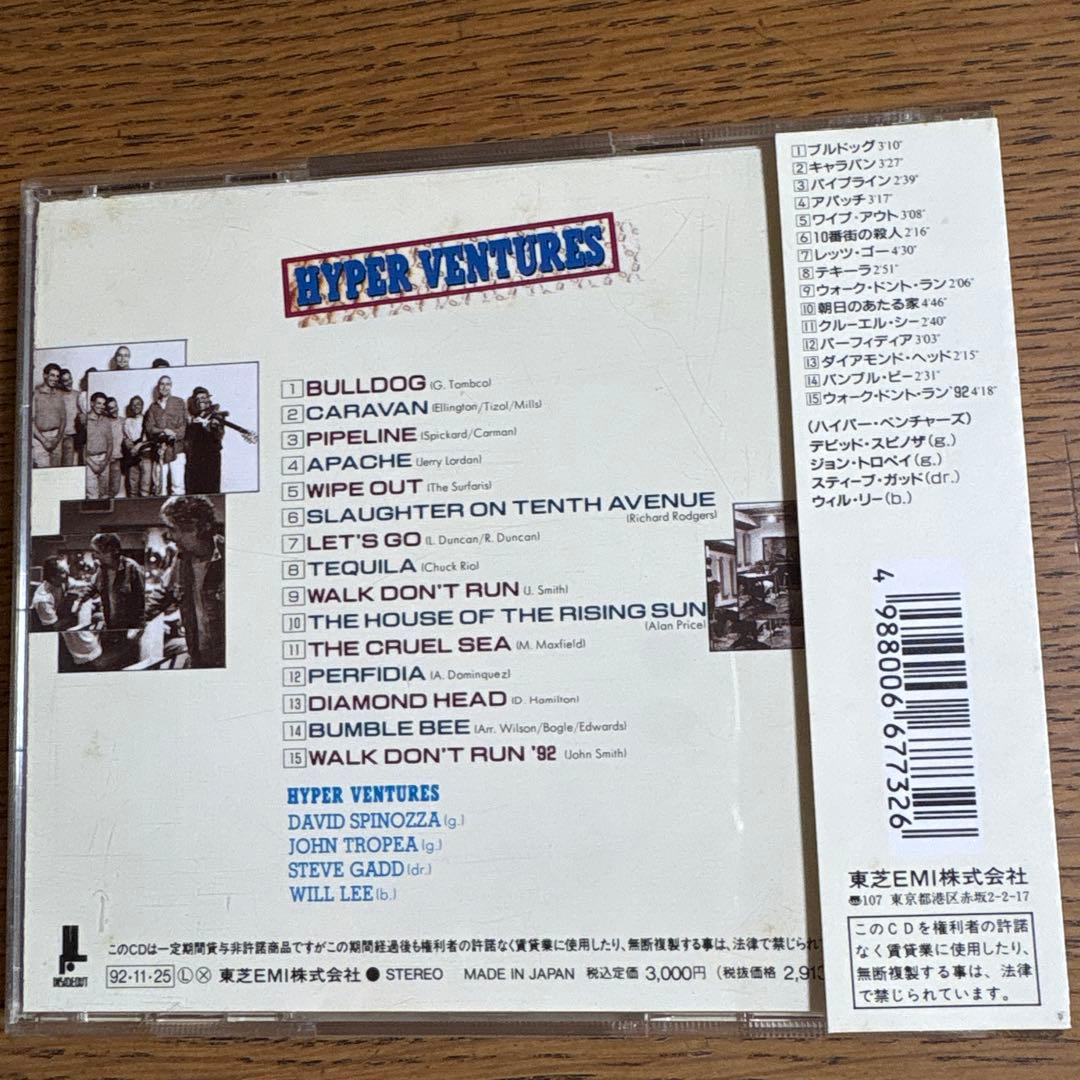 HYPER VENTURES
1 BULLDOG (G. Tombco)
2 CARAVAN (Ellington/Tizol/Mills)
3 PIPELINE (Spickard/Carman)
4 APACHE (Jerry Lordan)
5 WIPE OUT (The Surfaris)
6 SLAUGHTER ON TENTH AVENUE
(Richard Rodgers)
7 LET'S GO (L. Duncan/R. Duncan)
8 TEQUILA (Chuck Rio)
9 WALK DON'T RUN (J. Smith)
10 THE HOUSE OF THE RISING SUN
(Alan Price)
11 THE CRUEL SEA (M. Maxfield)
12 PERFIDIA (A. Dominquez)
13 DIAMOND HEAD (D. Hamilton)
14 BUMBLE BEE (Arr. Wilson/Bogle/Edwards)
15 WALK DON'T RUN '92 (John Smith)
HYPER VENTURES
DAVID SPINOZZA (g.)
JOHN TROPEA (g.)
STEVE GADD (dr.)
WILL LEE (b.)
INSIDEOUT
このCDは一定期間貸与非許諾商品ですがこの期間経過後も権利者の許諾なく賃貸業に使用したり、無断複製する事は、法律で禁じられ
92・11・25 Ⓛ Ⓧ 東芝EMI株式会社 ● STEREO MADE IN JAPAN 税込定価 3,000円 (税抜価格 2,913
1 ブルドッグ 3'10"
2 キャラバン 3'27"
3 パイプライン 2'39"
4 アパッチ 3'17"
5 ワイプ・アウト 3'08"
6 10番街の殺人 2'16"
7 レッツ・ゴー 4'30"
8 テキーラ 2'51"
9 ウォーク・ドント・ラン 2'06"
10 朝日のあたる家 4'46"
11 クルーエル・シー 2'40"
12 パーフィディア 3'03"
13 ダイアモンド・ヘッド 2'15"
14 バンブル・ビー 2'31"
15 ウォーク・ドント・ラン'92 4'18"
〈ハイパー・ベンチャーズ〉
デビッド・スピノザ(g.)
ジョン・トロペイ(g.)
スティーブ・ガッド(dr.)
ウィル・リー(b.)
4 988006 677326
東芝EMI株式会社
〠107 東京都港区赤坂2-2-17
このCDを権利者の許諾
なく賃貸業に使用したり、
無断複製する事は、法律
で禁じられています。